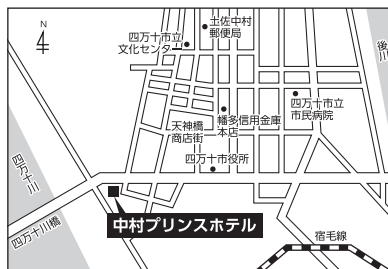 N
4
土佐中村
郵便局
四万十市立
文化センター
後川
四万十市立
市民病院
幡多信用金庫
本店
天神橋
商店街
四万十市役所
四万十川
四万十川橋
中村プリンスホテル
宿毛線